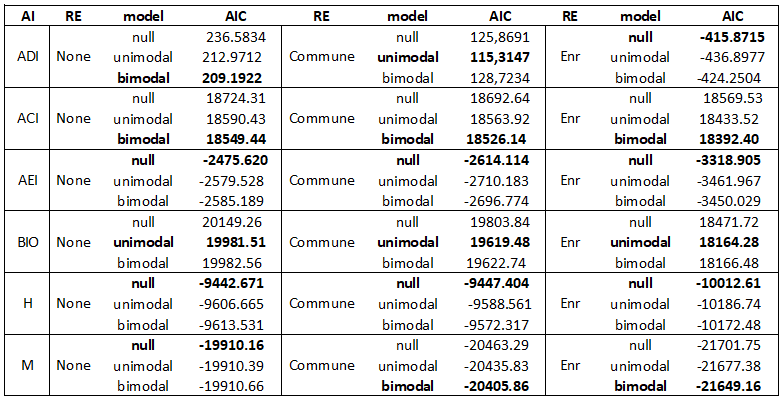 AI RE model AIC RE model AIC RE model AIC
null 236.5834 null 125,8691 null -415.8715
ADI None unimodal 212.9712 Commune unimodal 115,3147 Enr unimodal -436.8977
bimodal 209.1922 bimodal 128,7234 bimodal -424.2504
null 18724.31 null 18692.64 null 18569.53
ACI None unimodal 18590.43 Commune unimodal 18563.92 Enr unimodal 18433.52
bimodal 18549.44 bimodal 18526.14 bimodal 18392.40
null -2475.620 null -2614.114 null -3318.905
AEI None unimodal -2579.528 Commune unimodal -2710.183 Enr unimodal -3461.967
bimodal -2585.189 bimodal -2696.774 bimodal -3450.029
null 20149.26 null 19803.84 null 18471.72
BIO None unimodal 19981.51 Commune unimodal 19619.48 Enr unimodal 18164.28
bimodal 19982.56 bimodal 19622.74 bimodal 18166.48
null -9442.671 null -9447.404 null -10012.61
H None unimodal -9606.665 Commune unimodal -9588.561 Enr unimodal -10186.74
bimodal -9613.531 bimodal -9572.317 bimodal -10172.48
null -19910.16 null -20463.29 null -21701.75
M None unimodal -19910.39 Commune unimodal -20435.83 Enr unimodal -21677.38
bimodal -19910.66 bimodal -20405.86 bimodal -21649.16